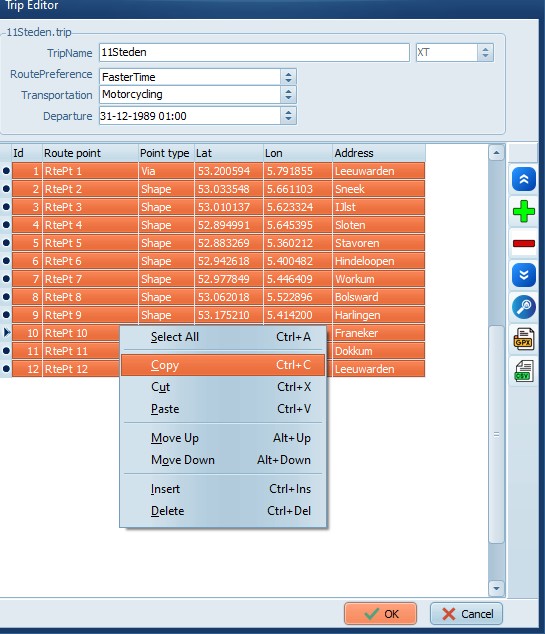 Trip Editor
11Steden.trip
TripName 11Steden XT
RoutePreference FasterTime
Transportation Motorcycling
Departure 31-12-1989 01:00
Id Route point Point type Lat Lon Address
1 RtePt 1 Via 53.200594 5.791855 Leeuwarden
2 RtePt 2 Shape 53.033548 5.661103 Sneek
3 RtePt 3 Shape 53.010137 5.623324 IJlst
4 RtePt 4 Shape 52.894991 5.645395 Sloten
5 RtePt 5 Shape 52.883269 5.360212 Stavoren
6 RtePt 6 Shape 52.942618 5.400482 Hindeloopen
7 RtePt 7 Shape 52.977849 5.446409 Workum
8 RtePt 8 Shape 53.062018 5.522896 Bolsward
9 RtePt 9 Shape 53.175210 5.414200 Harlingen
10 RtePt 10 Franeker
11 RtePt 11 Dokkum
12 RtePt 12 Leeuwarden
Select All Ctrl+A
Copy Ctrl+C
Cut Ctrl+X
Paste Ctrl+V
Move Up Alt+Up
Move Down Alt+Down
Insert Ctrl+Ins
Delete Ctrl+Del
GPX
CSV
OK Cancel